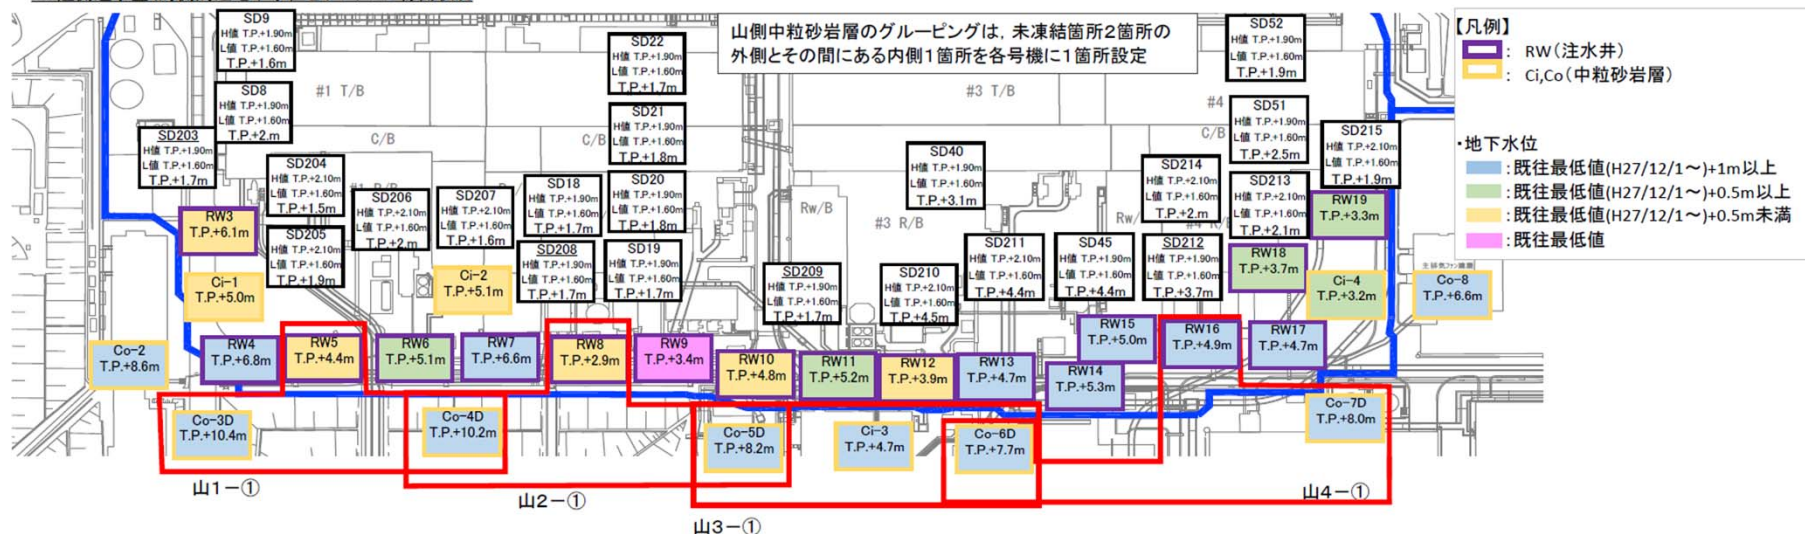 SD9
H値 T.P.+1.90m
L値 T.P.+1.60m
T.P.+1.6m
SD8
H値 T.P.+1.90m
L値 T.P.+1.60m
T.P.+2.m
SD203
H値 T.P.+1.90m
L値 T.P.+1.60m
T.P.+1.7m
SD204
H値 T.P.+2.10m
L値 T.P.+1.60m
T.P.+1.5m
SD205
H値 T.P.+2.10m
L値 T.P.+1.60m
T.P.+1.9m
SD206
H値 T.P.+2.10m
L値 T.P.+1.60m
T.P.+2.m
SD207
H値 T.P.+2.10m
L値 T.P.+1.60m
T.P.+1.6m
SD18
H値 T.P.+1.90m
L値 T.P.+1.60m
T.P.+1.7m
SD208
H値 T.P.+1.90m
L値 T.P.+1.60m
T.P.+1.7m
SD22
H値 T.P.+1.90m
L値 T.P.+1.60m
T.P.+1.7m
SD21
H値 T.P.+1.90m
L値 T.P.+1.60m
T.P.+1.8m
SD20
H値 T.P.+1.90m
L値 T.P.+1.60m
T.P.+1.8m
SD19
H値 T.P.+1.90m
L値 T.P.+1.60m
T.P.+1.7m
山側中粒砂岩層のグルーピングは，未凍結箇所2箇所の
外側とその間にある内側1箇所を各号機に1箇所設定
SD209
H値 T.P.+1.90m
L値 T.P.+1.60m
T.P.+1.7m
SD40
H値 T.P.+1.90m
L値 T.P.+1.60m
T.P.+3.1m
SD210
H値 T.P.+2.10m
L値 T.P.+1.60m
T.P.+4.5m
SD211
H値 T.P.+2.10m
L値 T.P.+1.60m
T.P.+4.4m
SD45
H値 T.P.+1.90m
L値 T.P.+1.60m
T.P.+4.4m
SD214
H値 T.P.+2.10m
L値 T.P.+1.60m
T.P.+2.m
SD212
H値 T.P.+2.10m
L値 T.P.+1.60m
T.P.+3.7m
SD52
H値 T.P.+1.90m
L値 T.P.+1.60m
T.P.+1.9m
SD51
H値 T.P.+1.90m
L値 T.P.+1.60m
T.P.+2.5m
SD213
H値 T.P.+2.10m
L値 T.P.+1.60m
T.P.+2.1m
SD215
H値 T.P.+2.10m
L値 T.P.+1.60m
T.P.+1.9m
#1 T/B
C/B
C/B
#3 T/B
#4
C/B
Rw/B
#3 R/B
RW3
T.P.+6.1m
Ci-1
T.P.+5.0m
Ci-2
T.P.+5.1m
RW19
T.P.+3.3m
RW18
T.P.+3.7m
Ci-4
T.P.+3.2m
Co-8
T.P.+6.6m
Co-2
T.P.+8.6m
RW4
T.P.+6.8m
RW5
T.P.+4.4m
RW6
T.P.+5.1m
RW7
T.P.+6.6m
RW8
T.P.+2.9m
RW9
T.P.+3.4m
RW10
T.P.+4.8m
RW11
T.P.+5.2m
RW12
T.P.+3.9m
RW13
T.P.+4.7m
RW14
T.P.+5.3m
RW15
T.P.+5.0m
RW16
T.P.+4.9m
RW17
T.P.+4.7m
Co-3D
T.P.+10.4m
Co-4D
T.P.+10.2m
Co-5D
T.P.+8.2m
Ci-3
T.P.+4.7m
Co-6D
T.P.+7.7m
Co-7D
T.P.+8.0m
山1-①
山2-①
山3-①
山4-①
【凡例】
: RW(注水井)
: Ci,Co(中粒砂岩層)
・地下水位
:既往最低値(H27/12/1～)+1m以上
:既往最低値(H27/12/1～)+0.5m以上
:既往最低値(H27/12/1～)+0.5m未満
:既往最低値